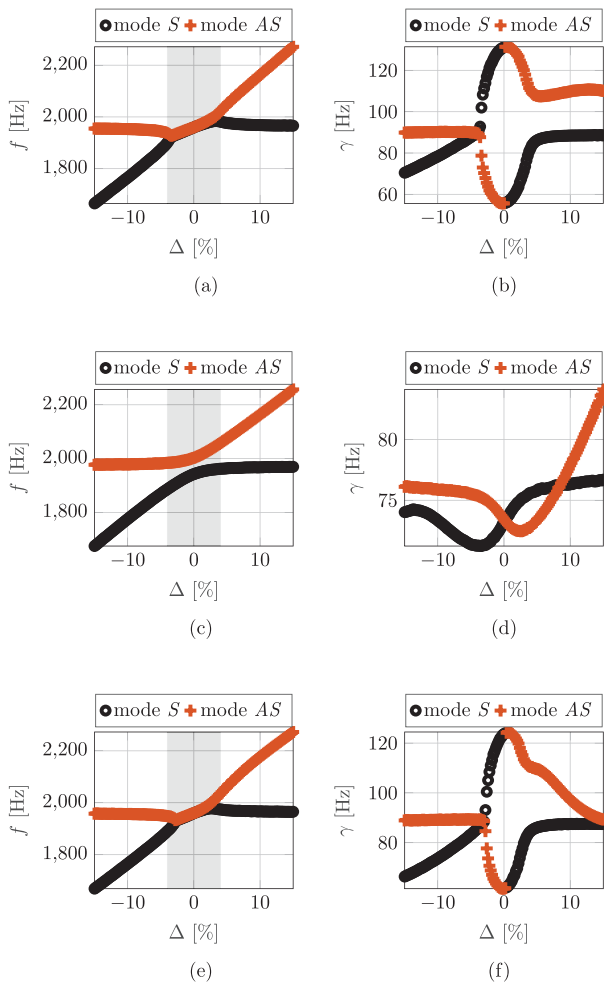 mode S mode AS
mode S mode AS
2,200
2,000
1,800
f [Hz]
−10 0 10
Δ [%]
(a)
120
100
80
60
γ [Hz]
−10 0 10
Δ [%]
(b)
mode S mode AS
mode S mode AS
2,200
2,000
1,800
f [Hz]
−10 0 10
Δ [%]
(c)
80
75
γ [Hz]
−10 0 10
Δ [%]
(d)
mode S mode AS
mode S mode AS
2,200
2,000
1,800
f [Hz]
−10 0 10
Δ [%]
(e)
120
100
80
γ [Hz]
−10 0 10
Δ [%]
(f)